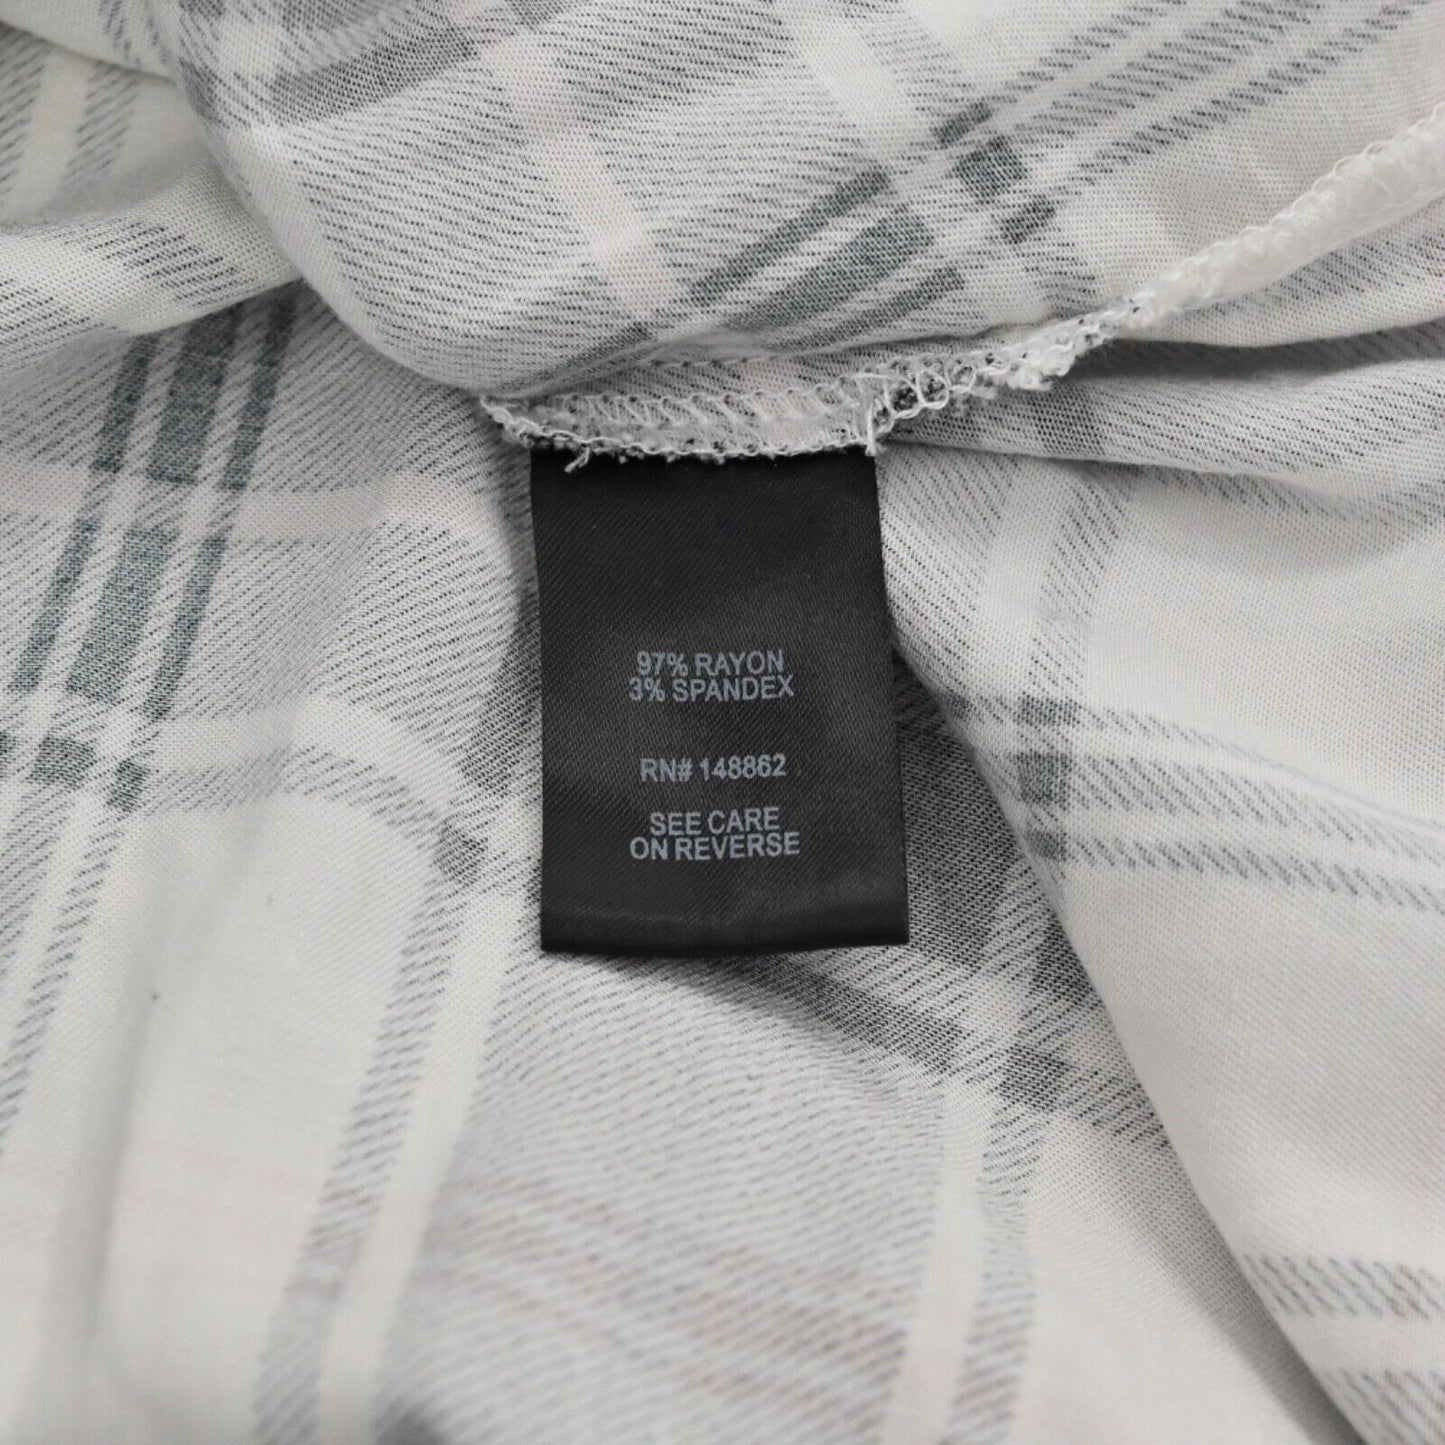 97% RAYON
3% SPANDEX
RN# 148862
SEE CARE
ON REVERSE